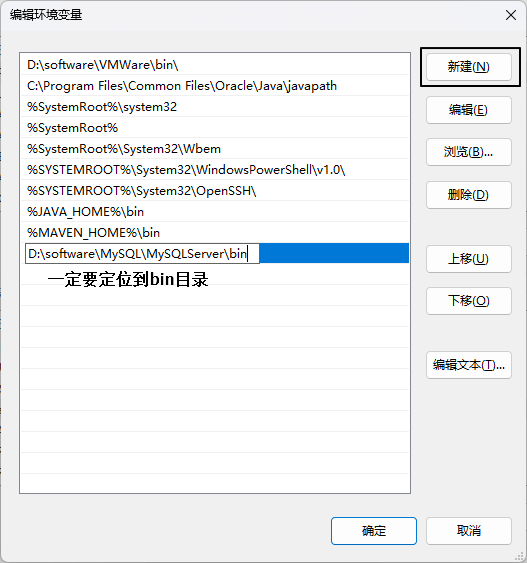 编辑环境变量
D:\software\VMWare\bin\
C:\Program Files\Common Files\Oracle\Java\javapath
%SystemRoot%\system32
%SystemRoot%
%SystemRoot%\System32\Wbem
%SYSTEMROOT%\System32\WindowsPowerShell\v1.0\
%SYSTEMROOT%\System32\OpenSSH\
%JAVA_HOME%\bin
%MAVEN_HOME%\bin
D:\software\MySQL\MySQLServer\bin
一定要定位到bin目录
新建(N)
编辑(E)
浏览(B)...
删除(D)
上移(U)
下移(O)
编辑文本(T)...
确定
取消